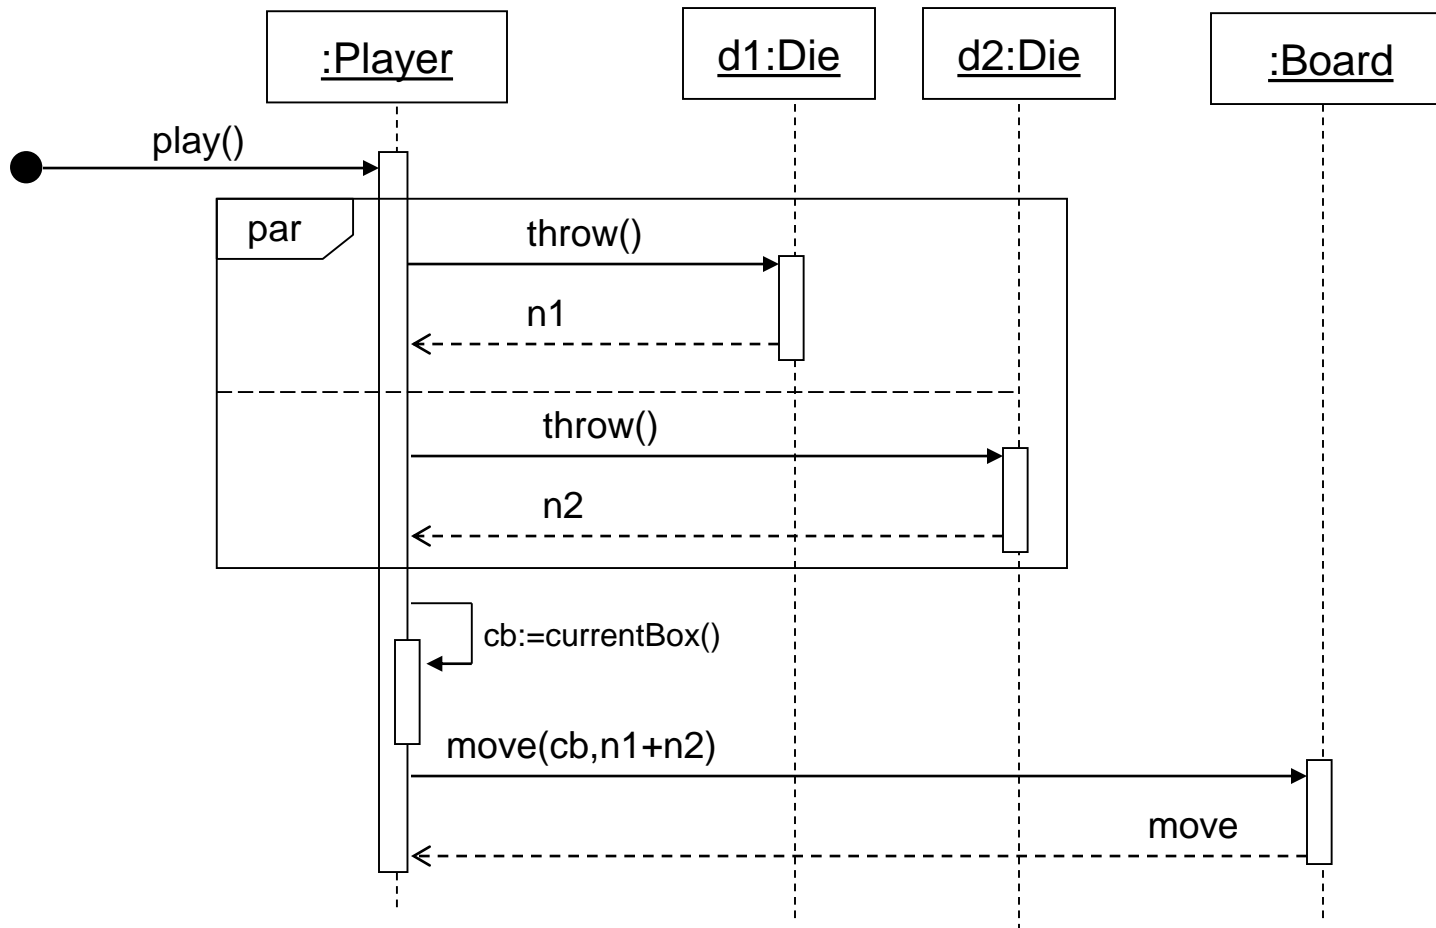 :Player
d1:Die
d2:Die
:Board
play()
par
throw()
n1
throw()
n2
cb:=currentBox()
move(cb,n1+n2)
move